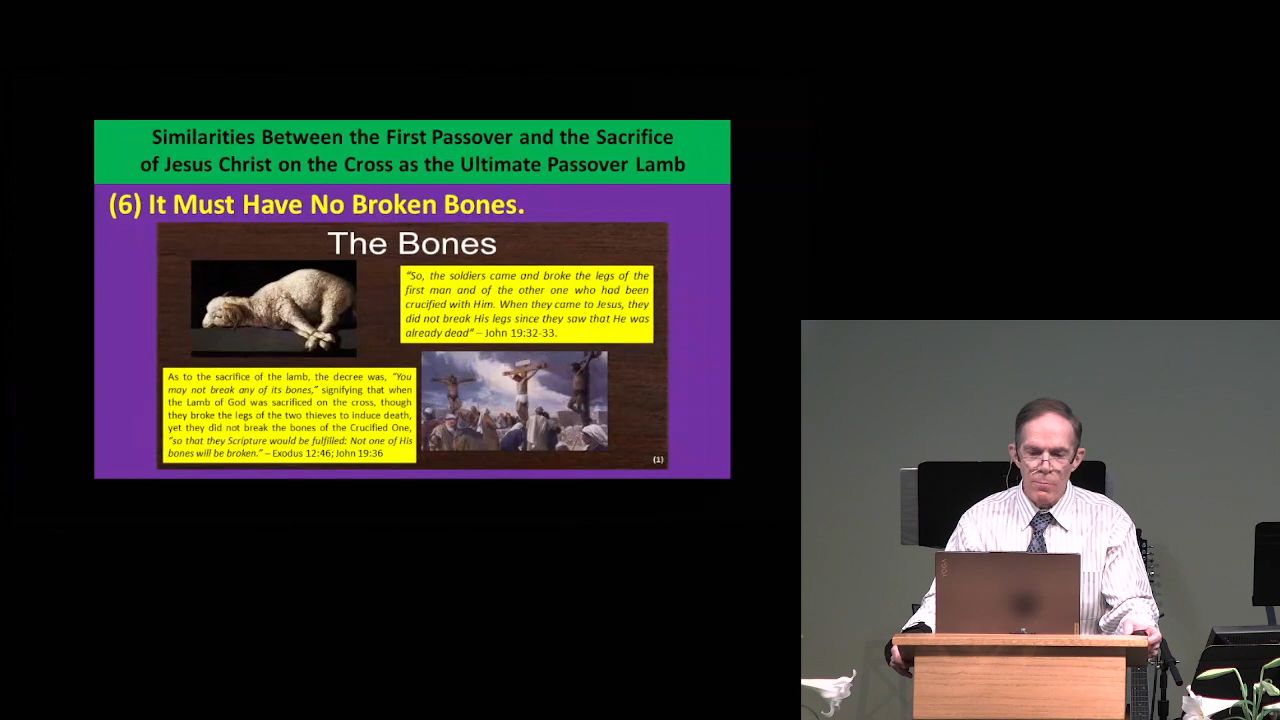 Similarities Between the First Passover and the Sacrifice
of Jesus Christ on the Cross as the Ultimate Passover Lamb
(6) It Must Have No Broken Bones.
The Bones
“So, the soldiers came and broke the legs of the
first man and of the other one who had been
crucified with Him. When they came to Jesus, they
did not break His legs since they saw that He was
already dead” – John 19:32-33.
As to the sacrifice of the lamb, the decree was, “You
may not break any of its bones,” signifying that when
the Lamb of God was sacrificed on the cross, though
they broke the legs of the two thieves to induce death,
yet they did not break the bones of the Crucified One,
“so that they Scripture would be fulfilled: Not one of His
bones will be broken.” – Exodus 12:46; John 19:36
(1)
YOGA